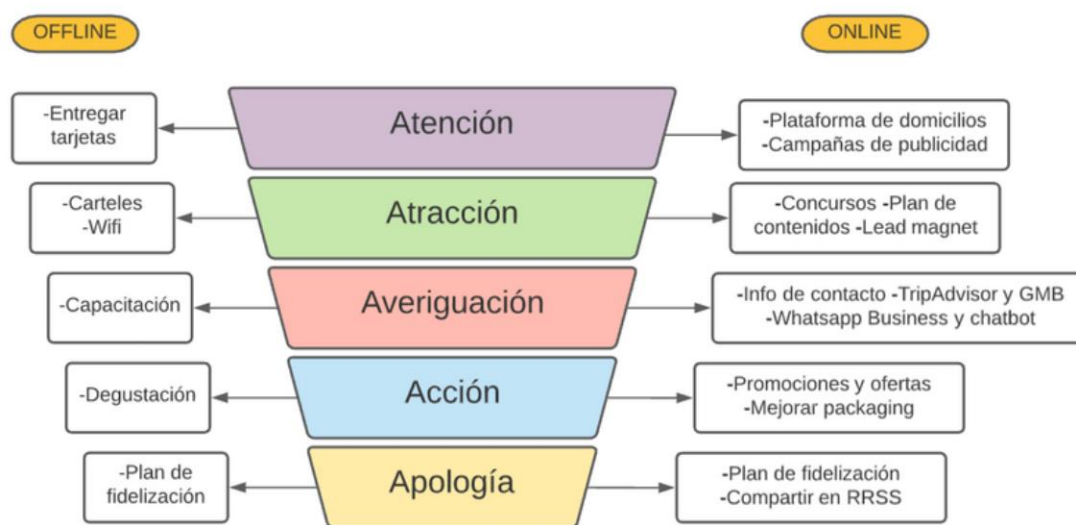 OFFLINE
ONLINE
-Entregar
tarjetas
Atención
-Plataforma de domicilios
-Campañas de publicidad
-Carteles
-Wifi
Atracción
-Concursos -Plan de
contenidos -Lead magnet
-Capacitación
Averiguación
-Info de contacto -TripAdvisor y GMB
-Whatsapp Business y chatbot
-Degustación
Acción
-Promociones y ofertas
-Mejorar packaging
-Plan de
fidelización
Apología
-Plan de fidelización
-Compartir en RRSS